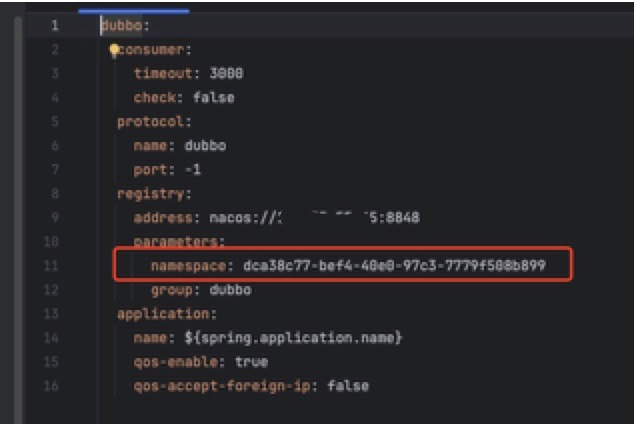 1 dubbo:
2 consumer:
3 timeout: 3000
4 check: false
5 protocol:
6 name: dubbo
7 port: -1
8 registry:
9 address: nacos:// 5:8848
10 parameters:
11 namespace: dca38c77-bef4-40e0-97c3-7779f508b899
12 group: dubbo
13 application:
14 name: ${spring.application.name}
15 qos-enable: true
16 qos-accept-foreign-ip: false